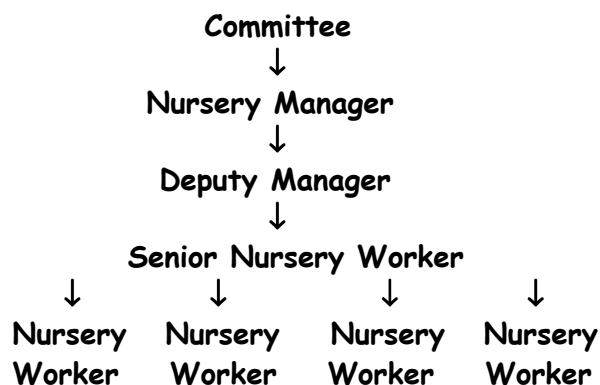 Committee
↓
Nursery Manager
↓
Deputy Manager
↓
Senior Nursery Worker
↓ ↓ ↓ ↓
Nursery Nursery Nursery Nursery
Worker Worker Worker Worker